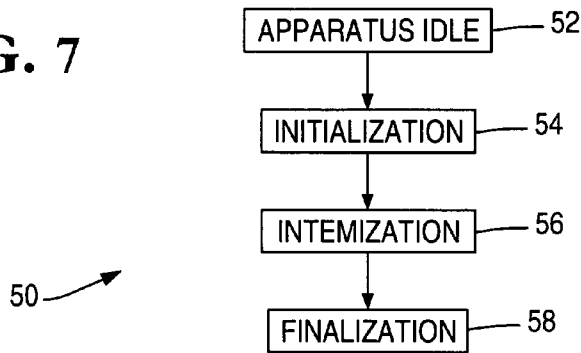 G. 7
APPARATUS IDLE
52
INITIALIZATION
54
INTEMIZATION
56
50
FINALIZATION
58